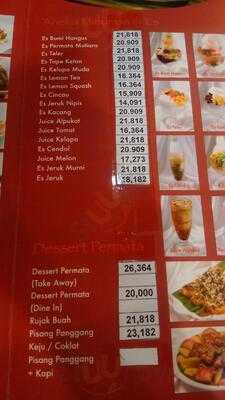 Aneka Minuman & Es
Es Bumi Hangus 21,818
Es Permata Mutiara 20,909
Es Teler 21,818
Es Tape Ketan 20,909
Es Kelapa Muda 20,909
Es Lemon Tea 16,364
Es Lemon Squash 16,364
Es Cincau 15,909
Es Jeruk Nipis 14,091
Es Kacang 20,909
Juice Alpukat 21,818
Juice Tomat 16,364
Juice Kelapa 21,818
Es Cendol 20,909
Juice Melon 17,273
Es Jeruk Murni 21,818
Es Jeruk 18,182
Dessert Permata
Dessert Permata 26,364
(Take Away)
Dessert Permata 20,000
(Dine In)
Rujak Buah 21,818
Pisang Panggang 23,182
Keju / Coklat
Pisang Panggang
+ Kapi